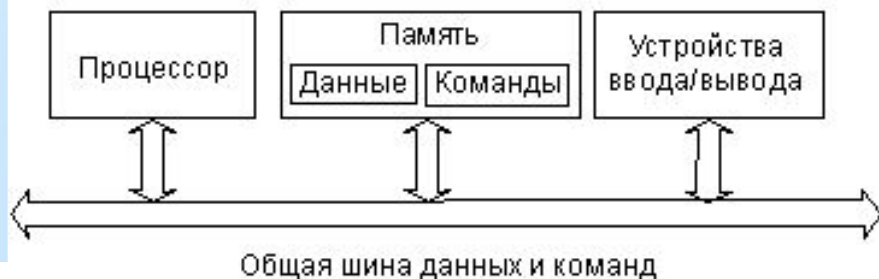 Процессор
Память
Данные
Команды
Устройства
ввода/вывода
Общая шина данных и команд